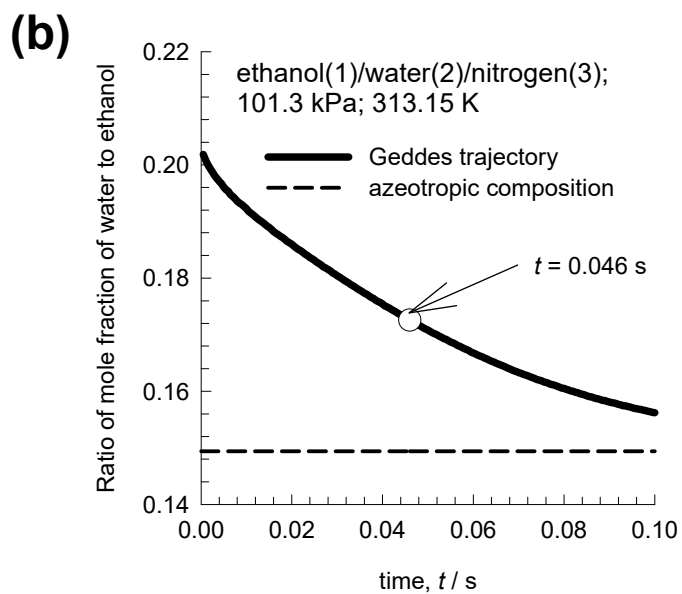 (b)
0.22
ethanol(1)/water(2)/nitrogen(3);
101.3 kPa; 313.15 K
Geddes trajectory
azeotropic composition
0.20
t = 0.046 s
0.18
Ratio of mole fraction of water to ethanol
0.16
0.14
0.00 0.02 0.04 0.06 0.08 0.10
time, t / s